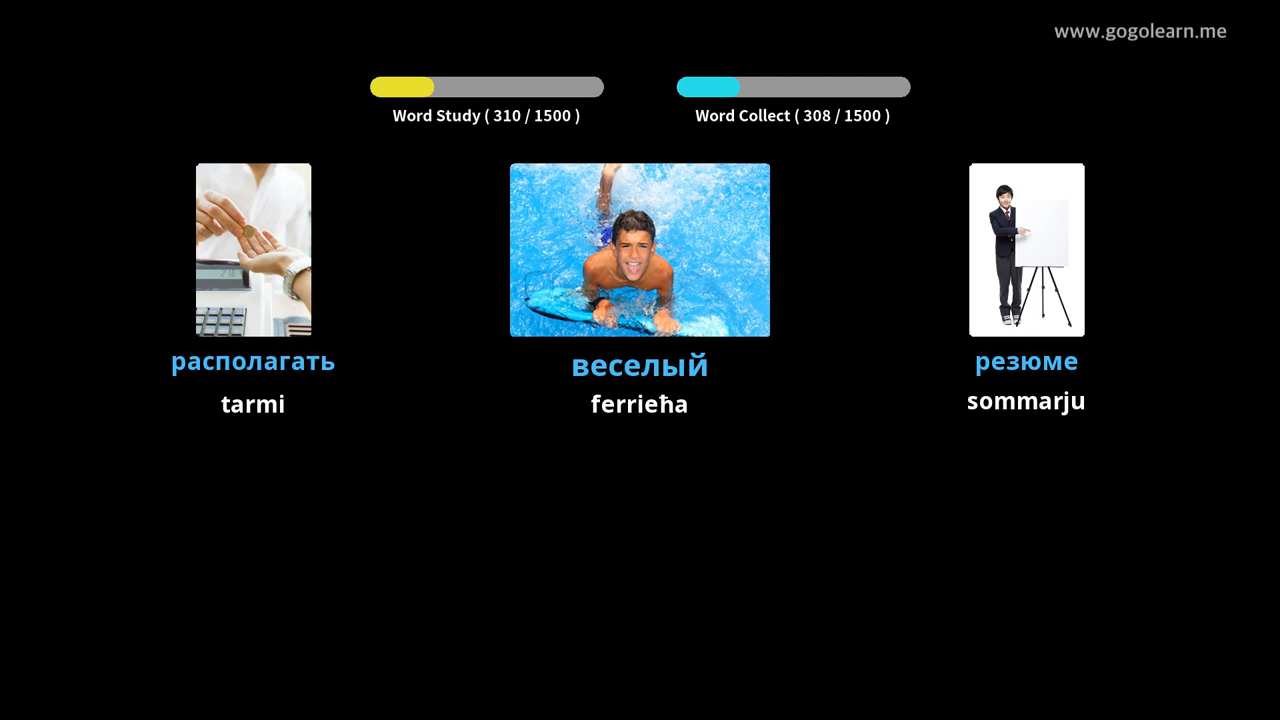 www.gogolearn.me
Word Study ( 310 / 1500 )
Word Collect ( 308 / 1500 )
располагать
веселый
резюме
tarmi
ferrieħa
sommarju